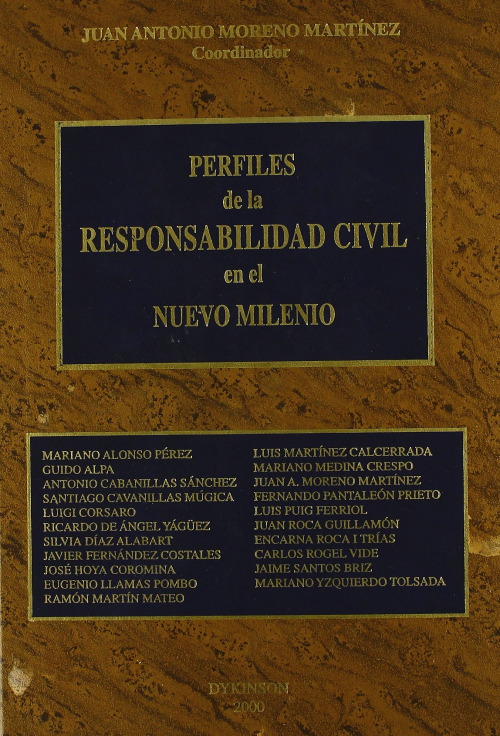 JUAN ANTONIO MORENO MARTÍNEZ
Coordinador
PERFILES
de la
RESPONSABILIDAD CIVIL
en el
NUEVO MILENIO
MARIANO ALONSO PÉREZ
GUIDO ALPA
ANTONIO CABANILLAS SÁNCHEZ
SANTIAGO CAVANILLAS MÚGICA
LUIGI CORSARO
RICARDO DE ÁNGEL YÁGÜEZ
SILVIA DÍAZ ALABART
JAVIER FERNÁNDEZ COSTALES
JOSÉ HOYA COROMINA
EUGENIO LLAMAS POMBO
RAMÓN MARTÍN MATEO
LUIS MARTÍNEZ CALCERRADA
MARIANO MEDINA CRESPO
JUAN A. MORENO MARTÍNEZ
FERNANDO PANTALEÓN PRIETO
LUIS PUIG FERRIOL
JUAN ROCA GUILLAMÓN
ENCARNA ROCA I TRÍAS
CARLOS ROGEL VIDE
JAIME SANTOS BRIZ
MARIANO YZQUIERDO TOLSADA
DYKINSON
2000